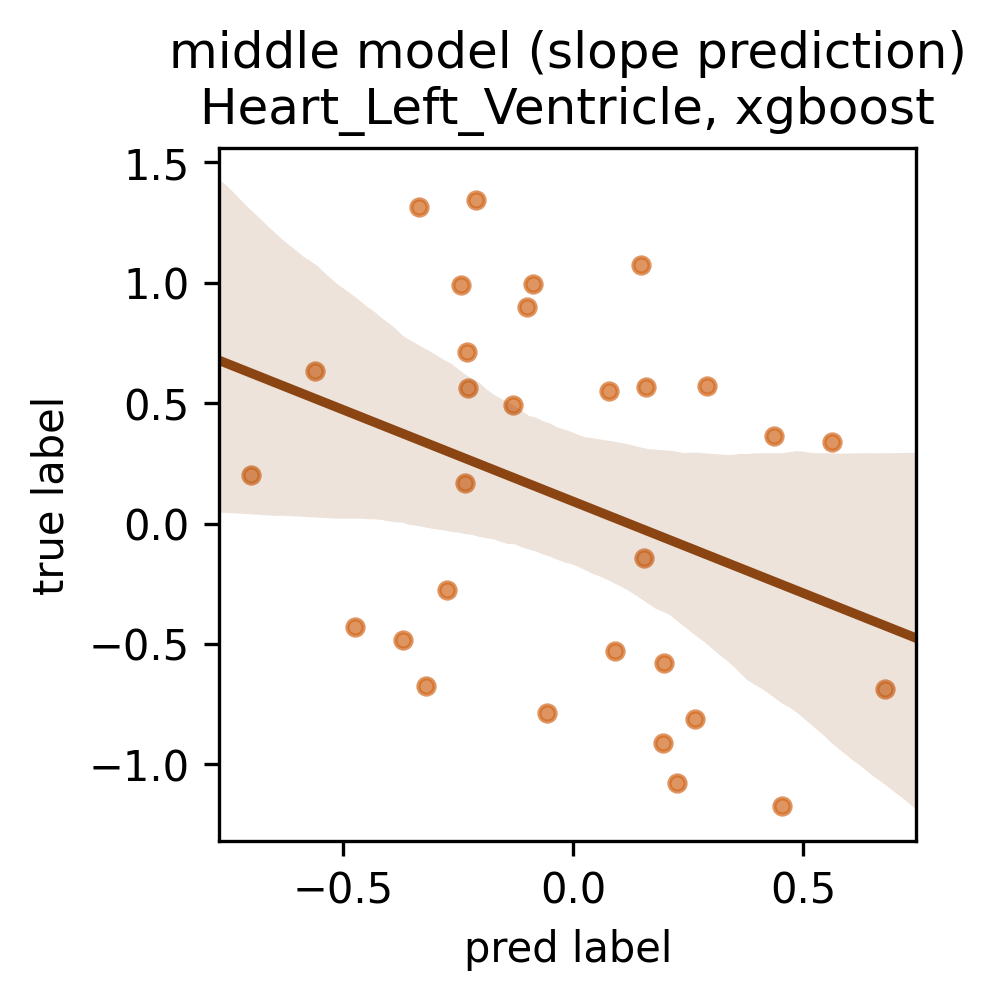 middle model (slope prediction)
Heart_Left_Ventricle, xgboost
1.5
1.0
0.5
0.0
−0.5
−1.0
true label
−0.5
0.0
0.5
pred label